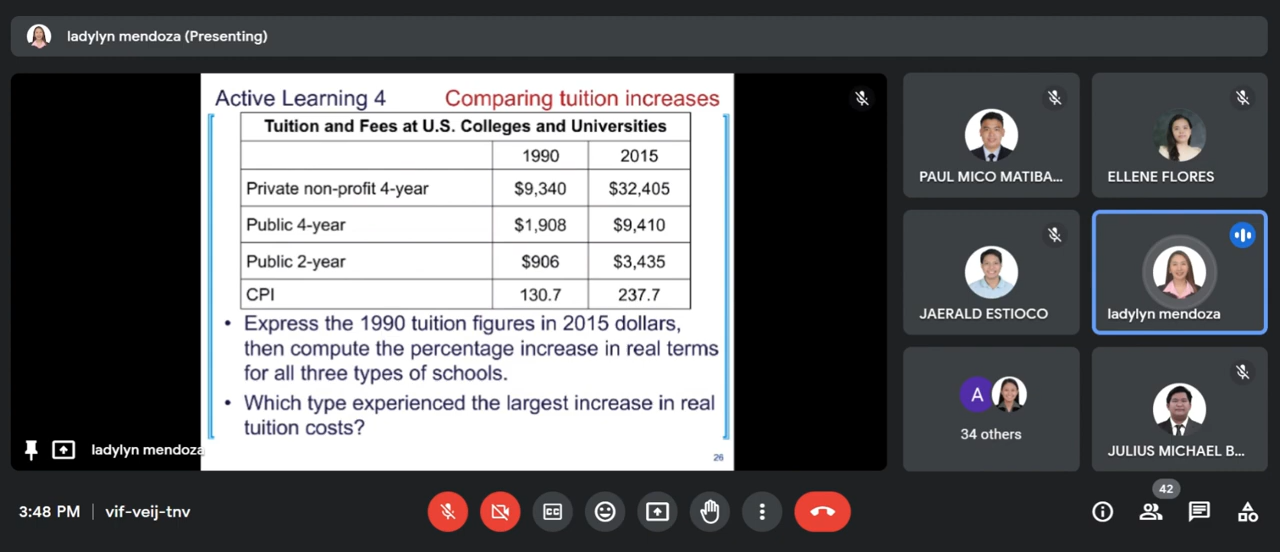 ladylyn mendoza (Presenting)
Active Learning 4 Comparing tuition increases
Tuition and Fees at U.S. Colleges and Universities
1990 2015
Private non-profit 4-year $9,340 $32,405
Public 4-year $1,908 $9,410
Public 2-year $906 $3,435
CPI 130.7 237.7
• Express the 1990 tuition figures in 2015 dollars,
then compute the percentage increase in real terms
for all three types of schools.
• Which type experienced the largest increase in real
tuition costs?
26
ladylyn mendoza
PAUL MICO MATIBA...
ELLENE FLORES
JAERALD ESTIOCO
ladylyn mendoza
A
34 others
JULIUS MICHAEL B...
3:48 PM | vif-veij-tnv
CC
42